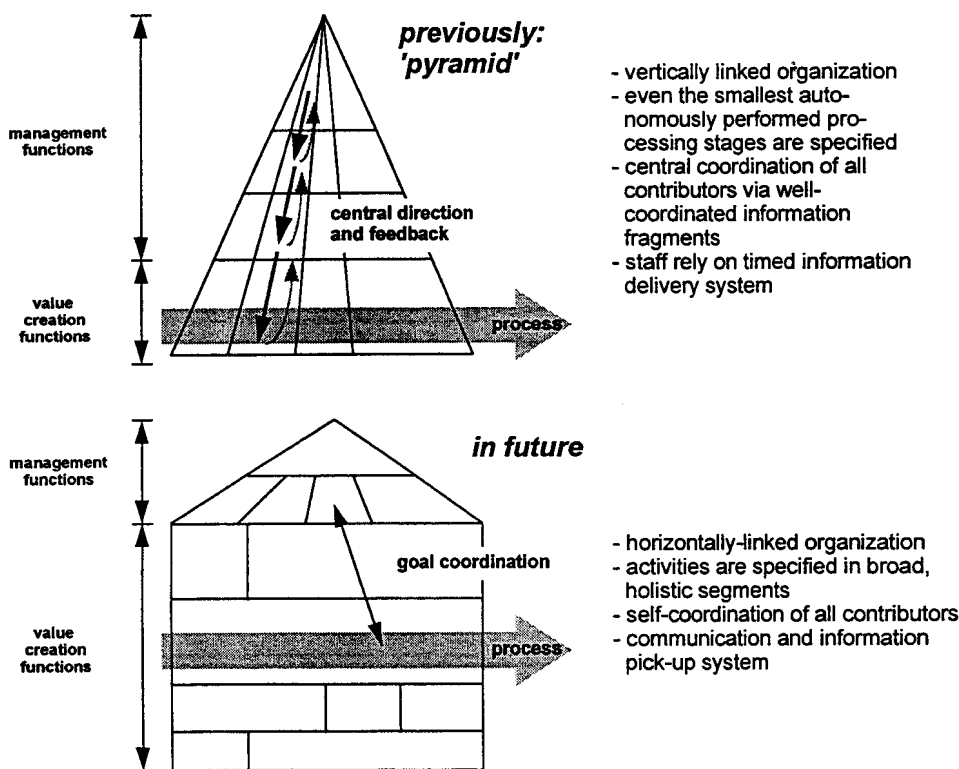 previously:
'pyramid'
management
functions
central direction
and feedback
value
creation
functions
process
- vertically linked organization
- even the smallest auto-
nomously performed pro-
cessing stages are specified
- central coordination of all
contributors via well-
coordinated information
fragments
- staff rely on timed information
delivery system
in future
management
functions
goal coordination
value
creation
functions
process
- horizontally-linked organization
- activities are specified in broad,
holistic segments
- self-coordination of all contributors
- communication and information
pick-up system